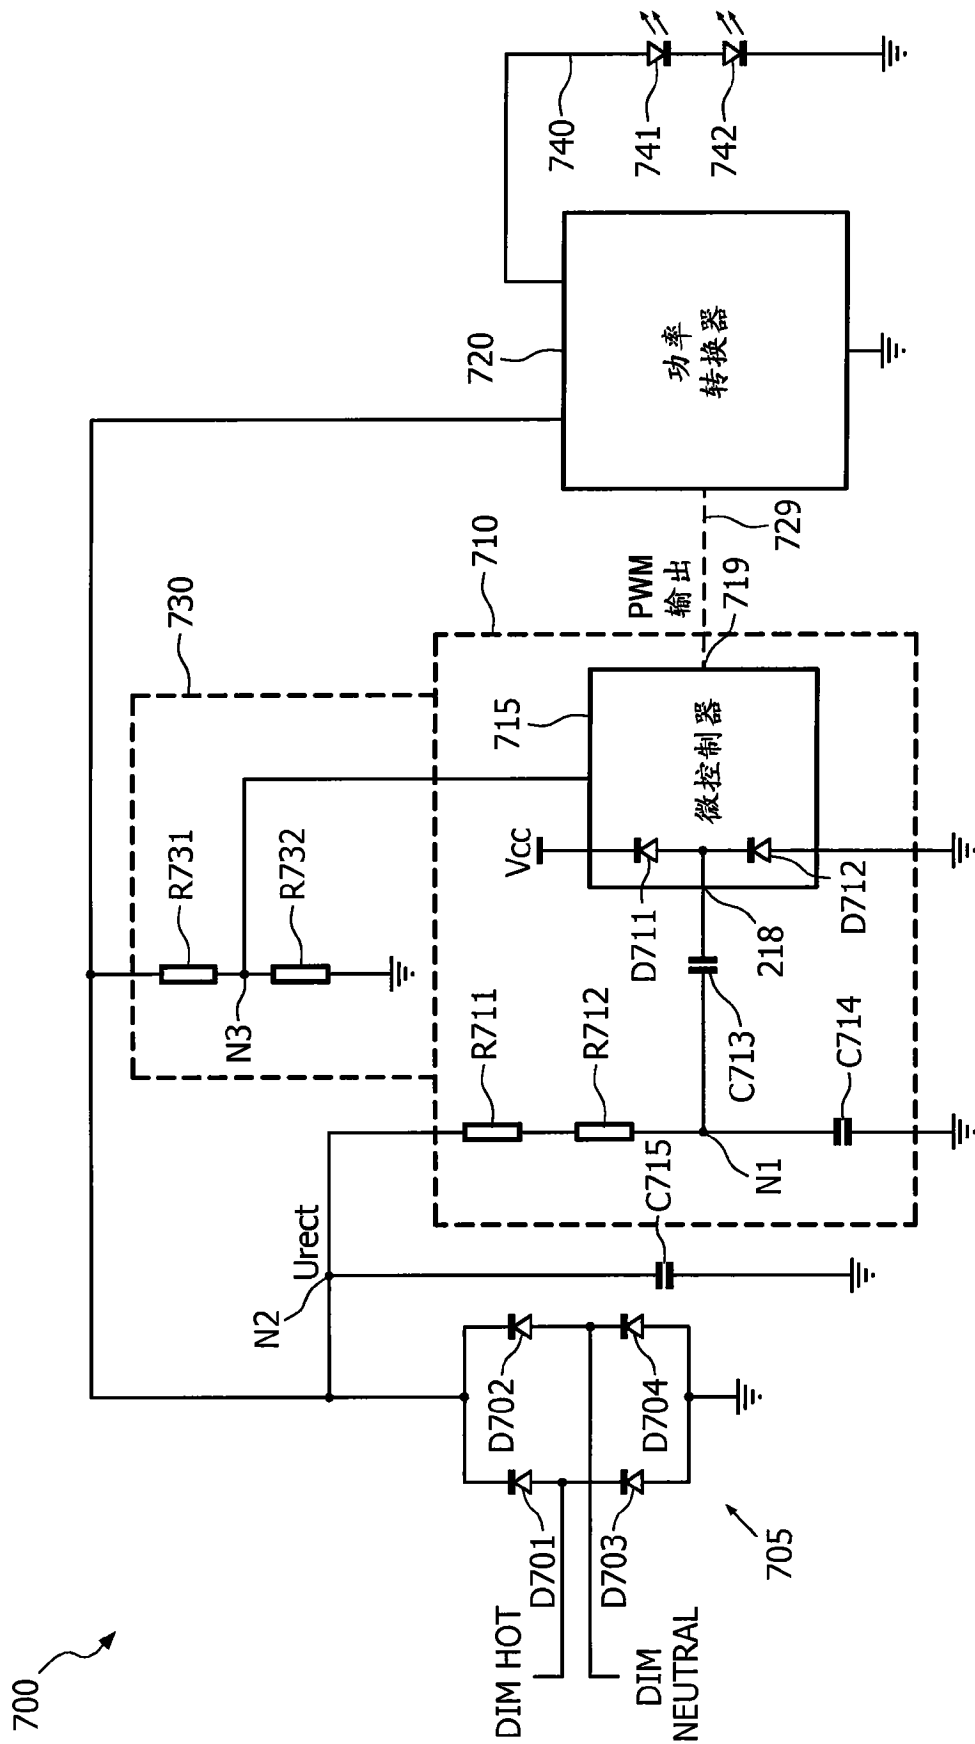 700
DIM HOT
DIM
NEUTRAL
705
D701
D702
D703
D704
N2
Urect
C715
R711
R712
N1
C713
C714
730
R731
R732
N3
710
715
Vcc
D711
218
D712
微控制器
719
PWM
输出
729
720
功率
转换器
740
741
742